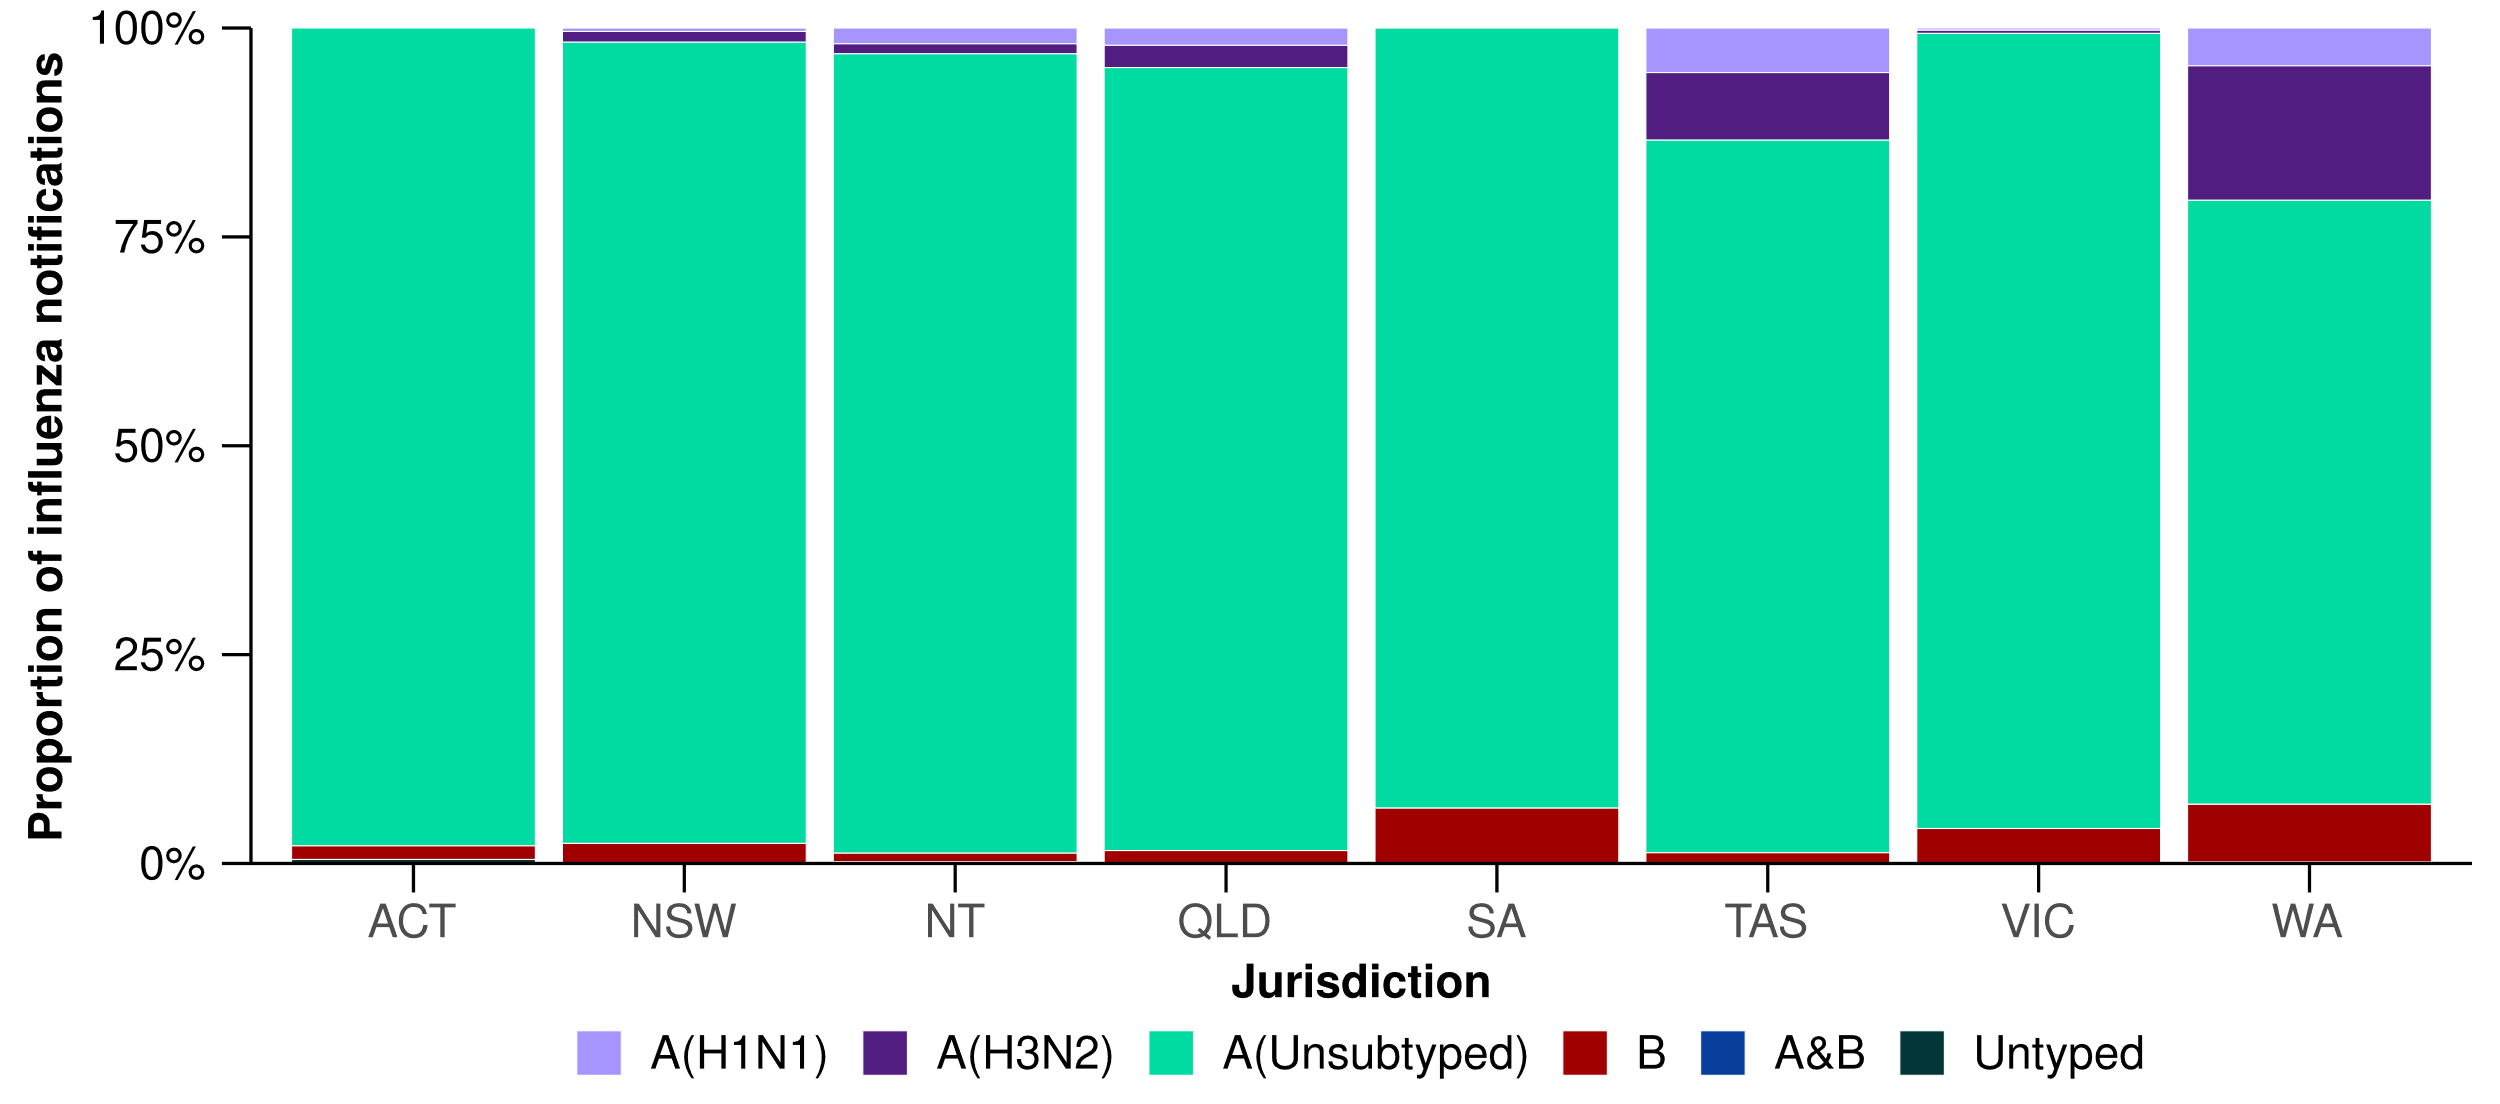 Proportion of influenza notifications
100%
75%
50%
25%
0%
ACT NSW NT QLD SA TAS VIC WA
Jurisdiction
A(H1N1) A(H3N2) A(Unsubtyped) B A&B Untyped